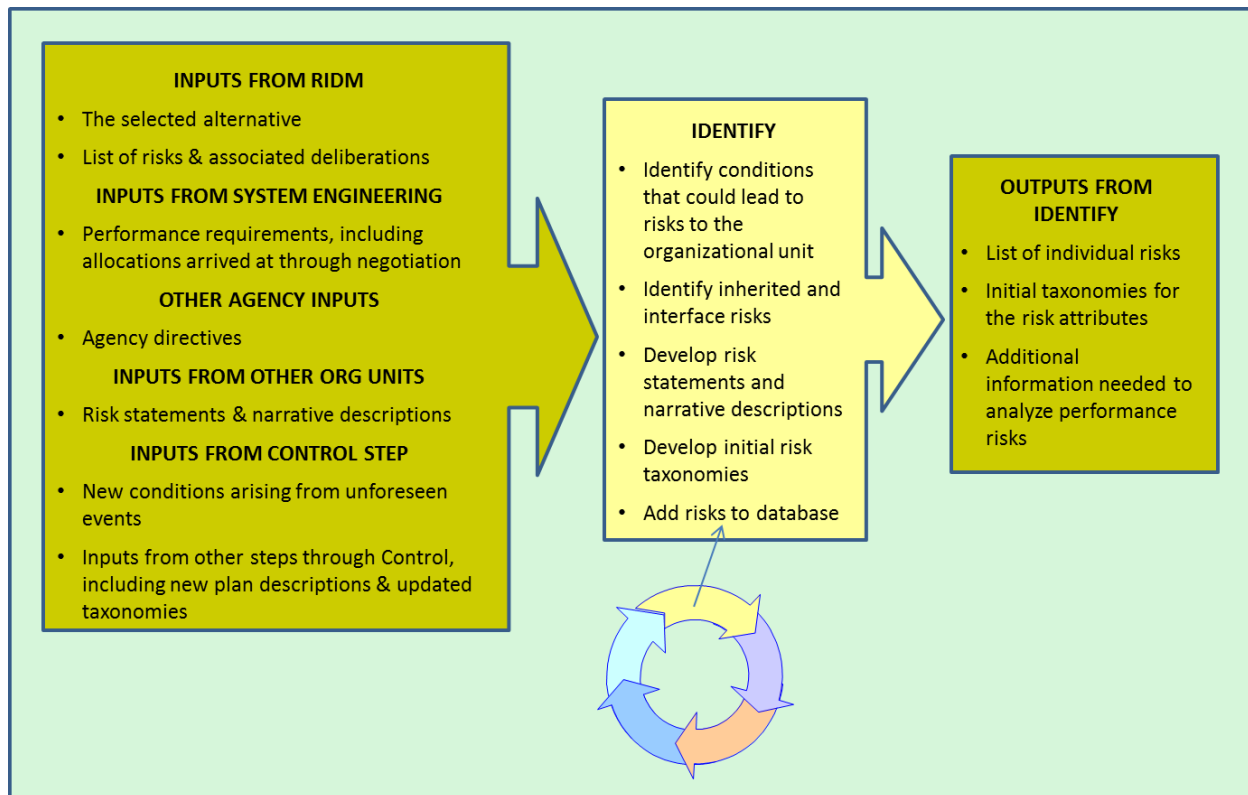 INPUTS FROM RIDM
• The selected alternative
• List of risks & associated deliberations
INPUTS FROM SYSTEM ENGINEERING
• Performance requirements, including
allocations arrived at through negotiation
OTHER AGENCY INPUTS
• Agency directives
INPUTS FROM OTHER ORG UNITS
• Risk statements & narrative descriptions
INPUTS FROM CONTROL STEP
• New conditions arising from unforeseen
events
• Inputs from other steps through Control,
including new plan descriptions & updated
taxonomies
IDENTIFY
• Identify conditions
that could lead to
risks to the
organizational unit
• Identify inherited and
interface risks
• Develop risk
statements and
narrative descriptions
• Develop initial risk
taxonomies
• Add risks to database
OUTPUTS FROM
IDENTIFY
• List of individual risks
• Initial taxonomies for
the risk attributes
• Additional
information needed to
analyze performance
risks